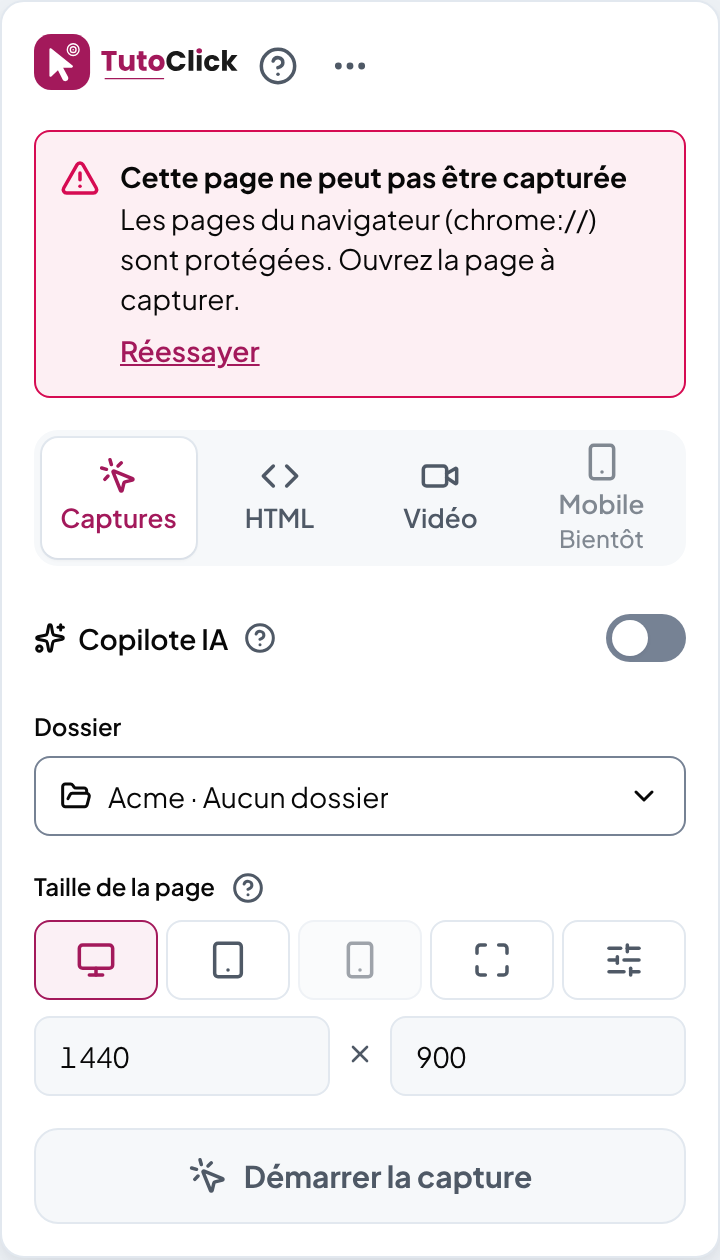 TutoClick
Cette page ne peut pas être capturée
Les pages du navigateur (chrome://)
sont protégées. Ouvrez la page à
capturer.
Réessayer
Captures
HTML
Vidéo
Mobile
Bientôt
Copilote IA
Dossier
Acme · Aucun dossier
Taille de la page
1 440
×
900
Démarrer la capture